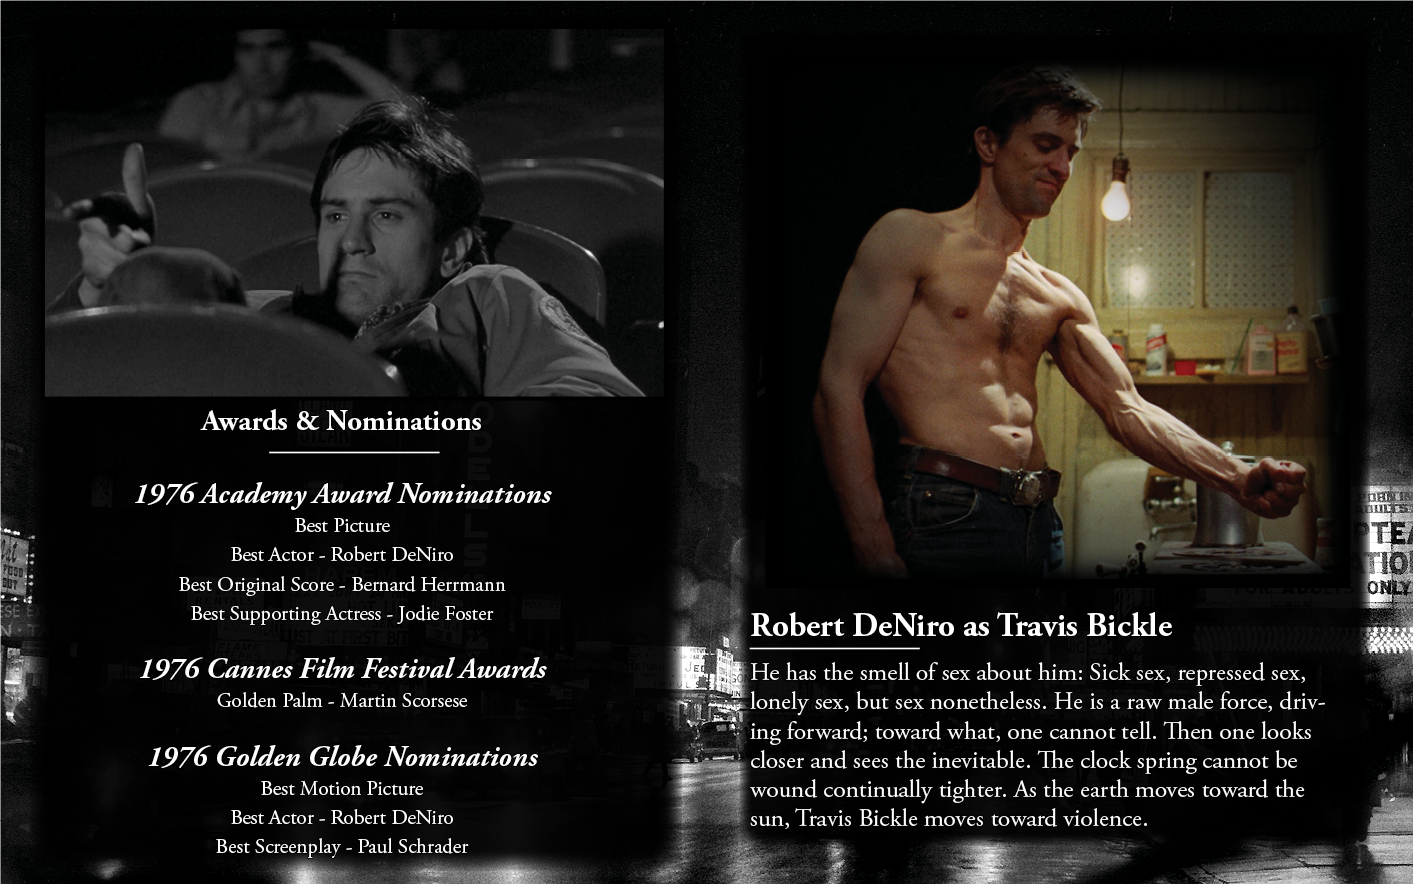 Awards & Nominations
1976 Academy Award Nominations
Best Picture
Best Actor - Robert DeNiro
Best Original Score - Bernard Herrmann
Best Supporting Actress - Jodie Foster
1976 Cannes Film Festival Awards
Golden Palm - Martin Scorsese
1976 Golden Globe Nominations
Best Motion Picture
Best Actor - Robert DeNiro
Best Screenplay - Paul Schrader
Robert DeNiro as Travis Bickle
He has the smell of sex about him: Sick sex, repressed sex,
lonely sex, but sex nonetheless. He is a raw male force, driv-
ing forward; toward what, one cannot tell. Then one looks
closer and sees the inevitable. The clock spring cannot be
wound continually tighter. As the earth moves toward the
sun, Travis Bickle moves toward violence.
FOR ADULTS ONLY